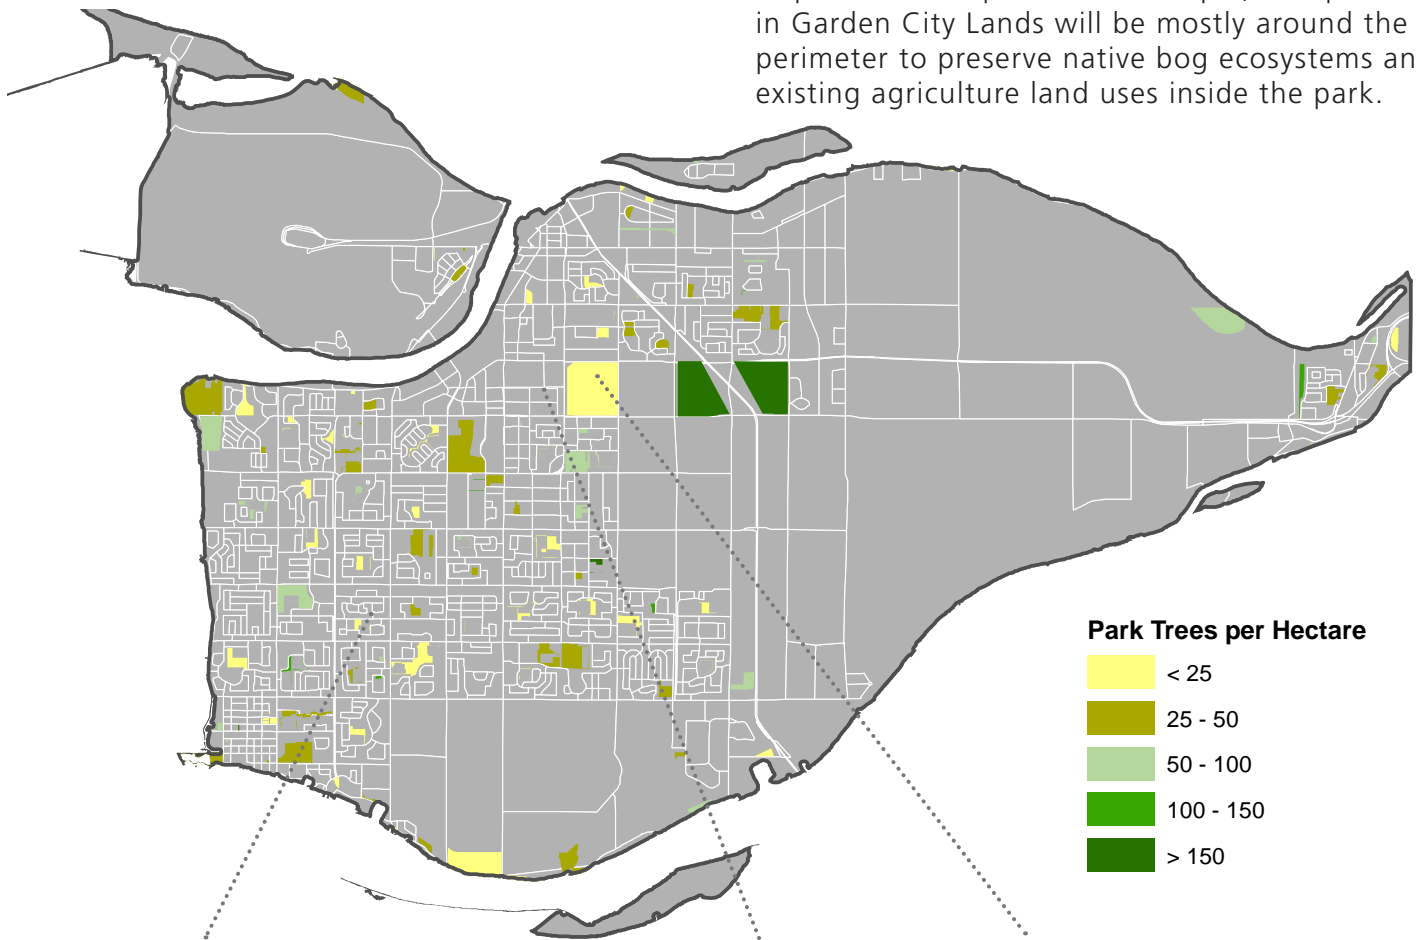 in Garden City Lands will be mostly around the
perimeter to preserve native bog ecosystems an
existing agriculture land uses inside the park.
Park Trees per Hectare
< 25
25 - 50
50 - 100
100 - 150
> 150